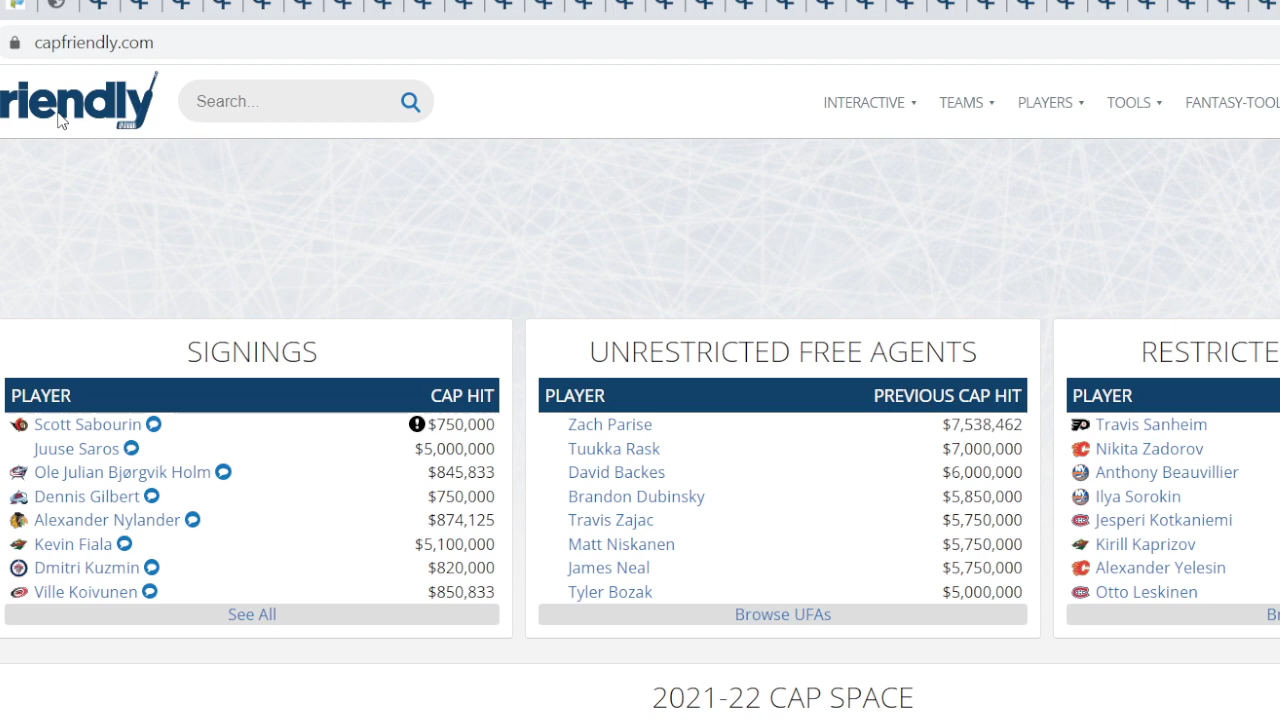 capfriendly.com
riendly
Search...
INTERACTIVE TEAMS PLAYERS TOOLS FANTASY-TOOL
SIGNINGS
PLAYER CAP HIT
Scott Sabourin $750,000
Juuse Saros $5,000,000
Ole Julian Bjørgvik Holm $845,833
Dennis Gilbert $750,000
Alexander Nylander $874,125
Kevin Fiala $5,100,000
Dmitri Kuzmin $820,000
Ville Koivunen $850,833
See All
UNRESTRICTED FREE AGENTS
PLAYER PREVIOUS CAP HIT
Zach Parise $7,538,462
Tuukka Rask $7,000,000
David Backes $6,000,000
Brandon Dubinsky $5,850,000
Travis Zajac $5,750,000
Matt Niskanen $5,750,000
James Neal $5,750,000
Tyler Bozak $5,000,000
Browse UFAs
RESTRICTE
PLAYER
Travis Sanheim
Nikita Zadorov
Anthony Beauvillier
Ilya Sorokin
Jesperi Kotkaniemi
Kirill Kaprizov
Alexander Yelesin
Otto Leskinen
Br
2021-22 CAP SPACE